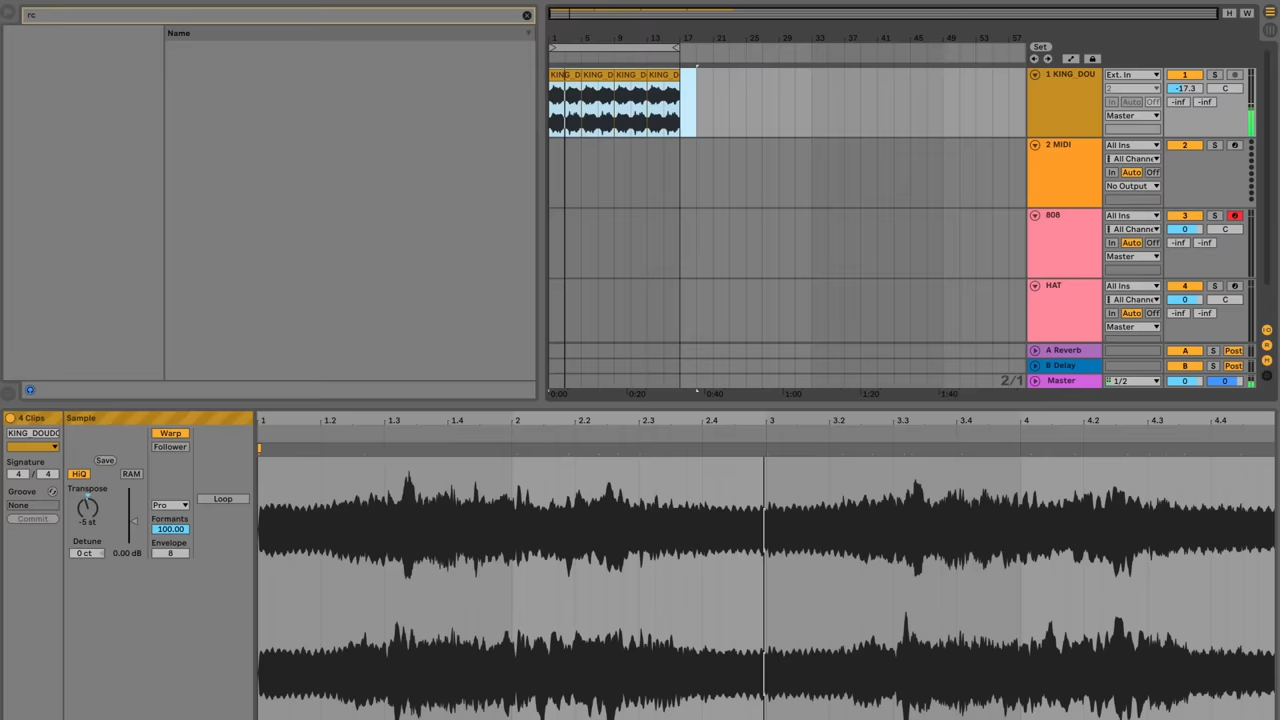 rc
H W
Name
1 5 9 13 17 21 25 29 33 37 41 45 49 53 57
Set
KING_D KING_D KING_D KING_D
1 KING_DOU
Ext. In
1 S
2
-17.3 C
In Auto Off
-inf -inf
Master
2 MIDI
All Ins
2 S
All Channe
In Auto Off
No Output
808
All Ins
3 S
All Channe
0 C
In Auto Off
-inf -inf
Master
HAT
All Ins
4 S
All Channe
0 C
In Auto Off
-inf -inf
Master
A Reverb
A S Post
B Delay
B S Post
2/1
Master
1/2
0 0
0:00 0:20 0:40 1:00 1:20 1:40
4 Clips
Sample
KING_DOUDO
Warp
Follower
Signature
4 / 4
Save
HiQ RAM
Groove
None
Commit
Transpose
-5 st
Detune
0 ct
0.00 dB
Pro
Formants
100.00
Envelope
8
Loop
1 1.2 1.3 1.4 2 2.2 2.3 2.4 3 3.2 3.3 3.4 4 4.2 4.3 4.4